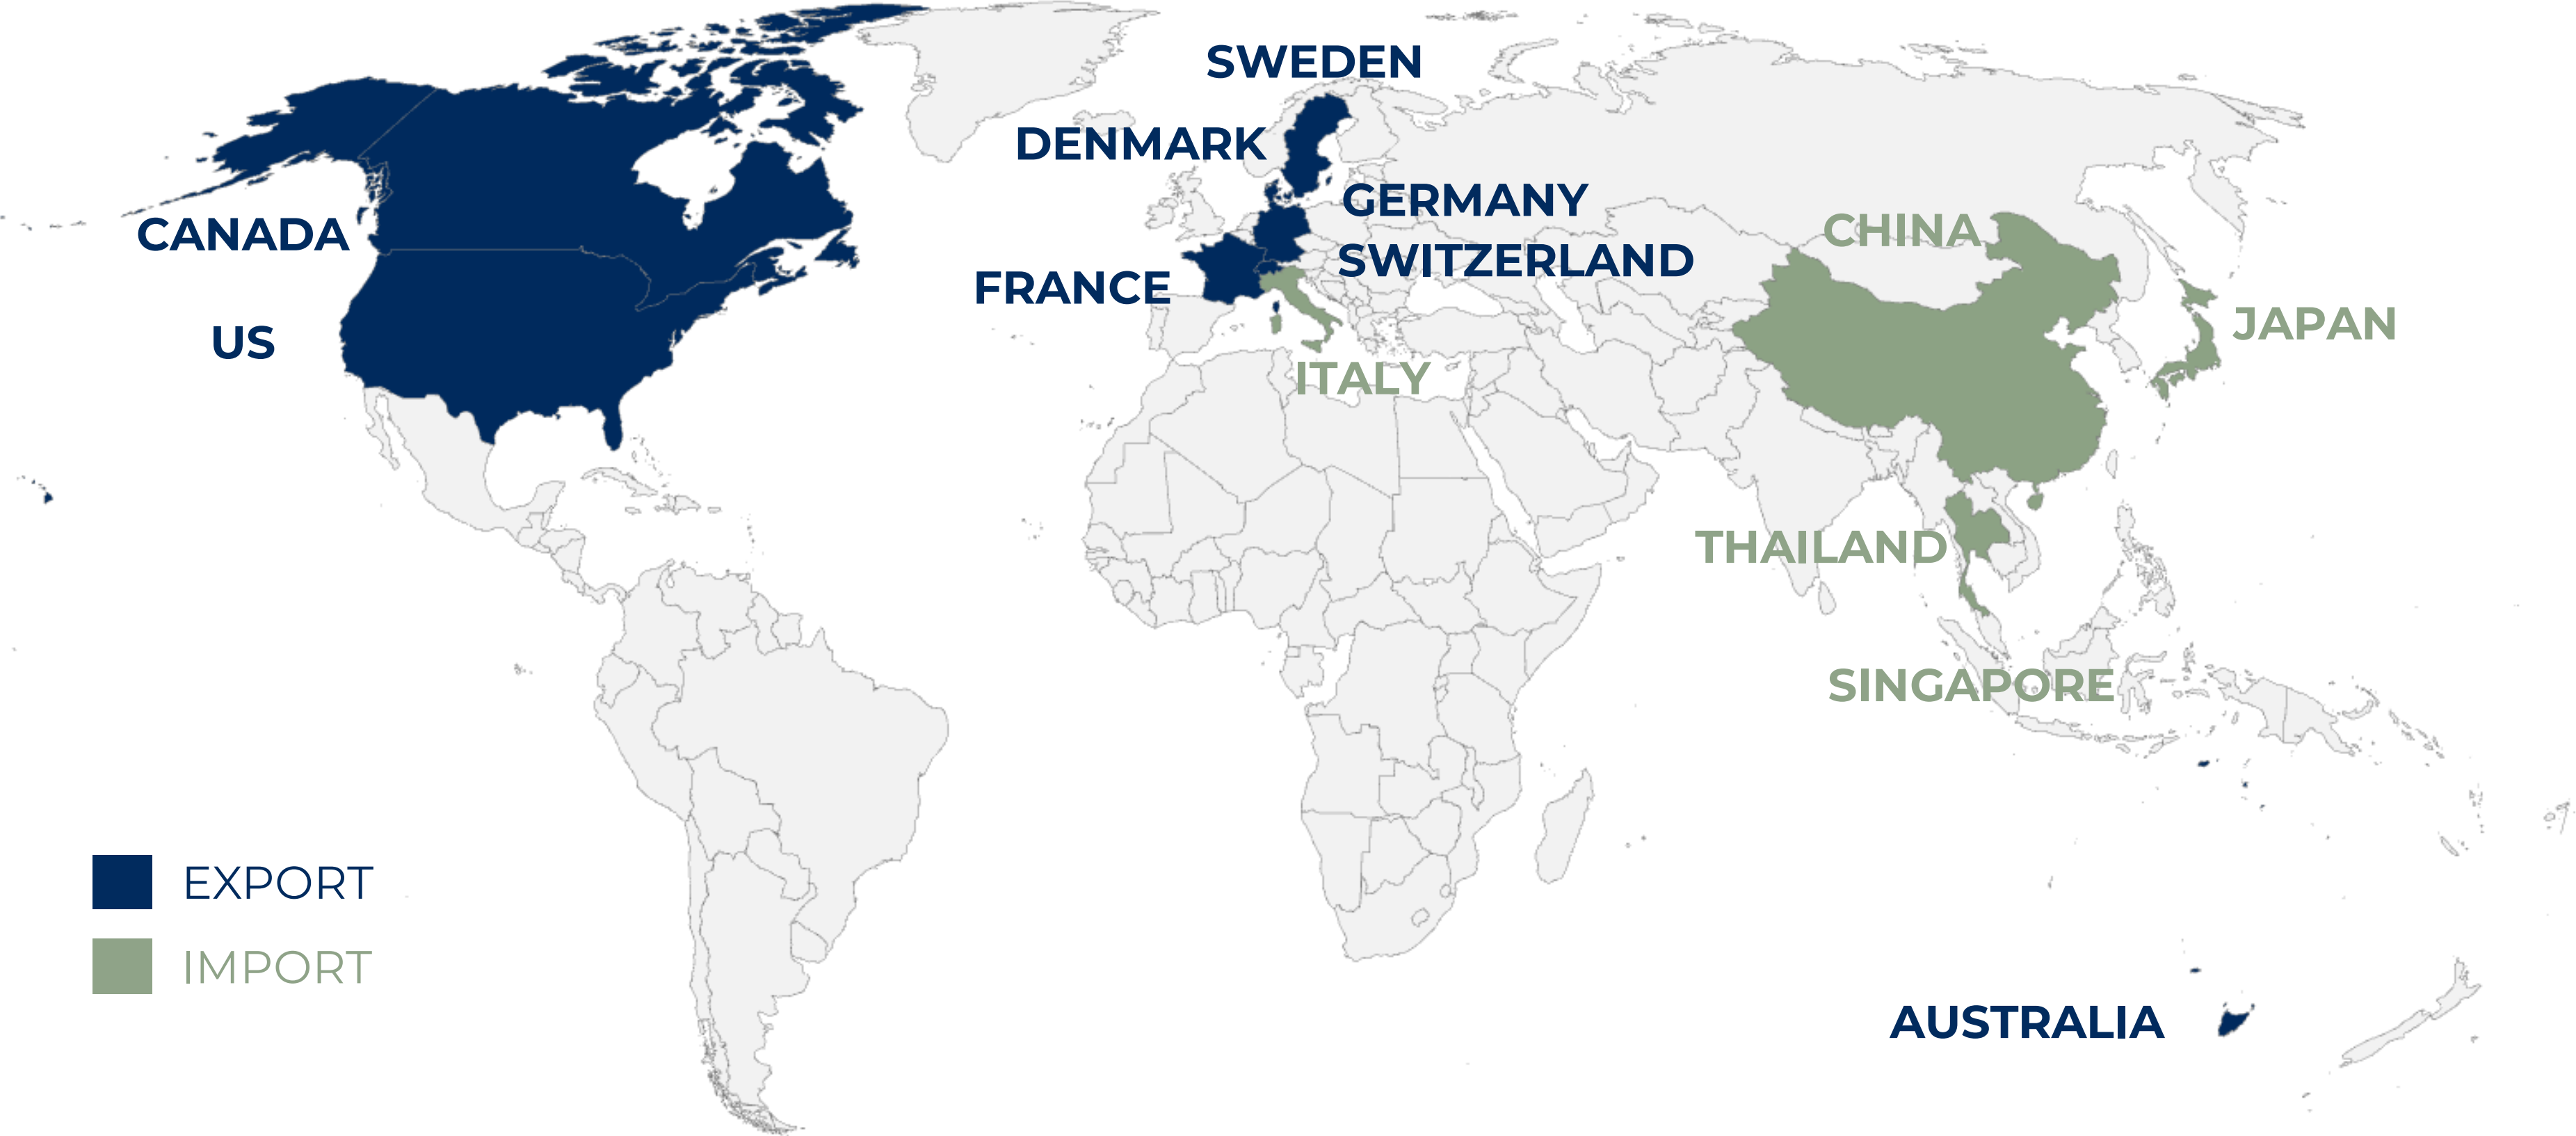 SWEDEN
DENMARK
GERMANY
CANADA
SWITZERLAND
CHINA
FRANCE
US
JAPAN
ITALY
THAILAND
SINGAPORE
EXPORT
IMPORT
AUSTRALIA